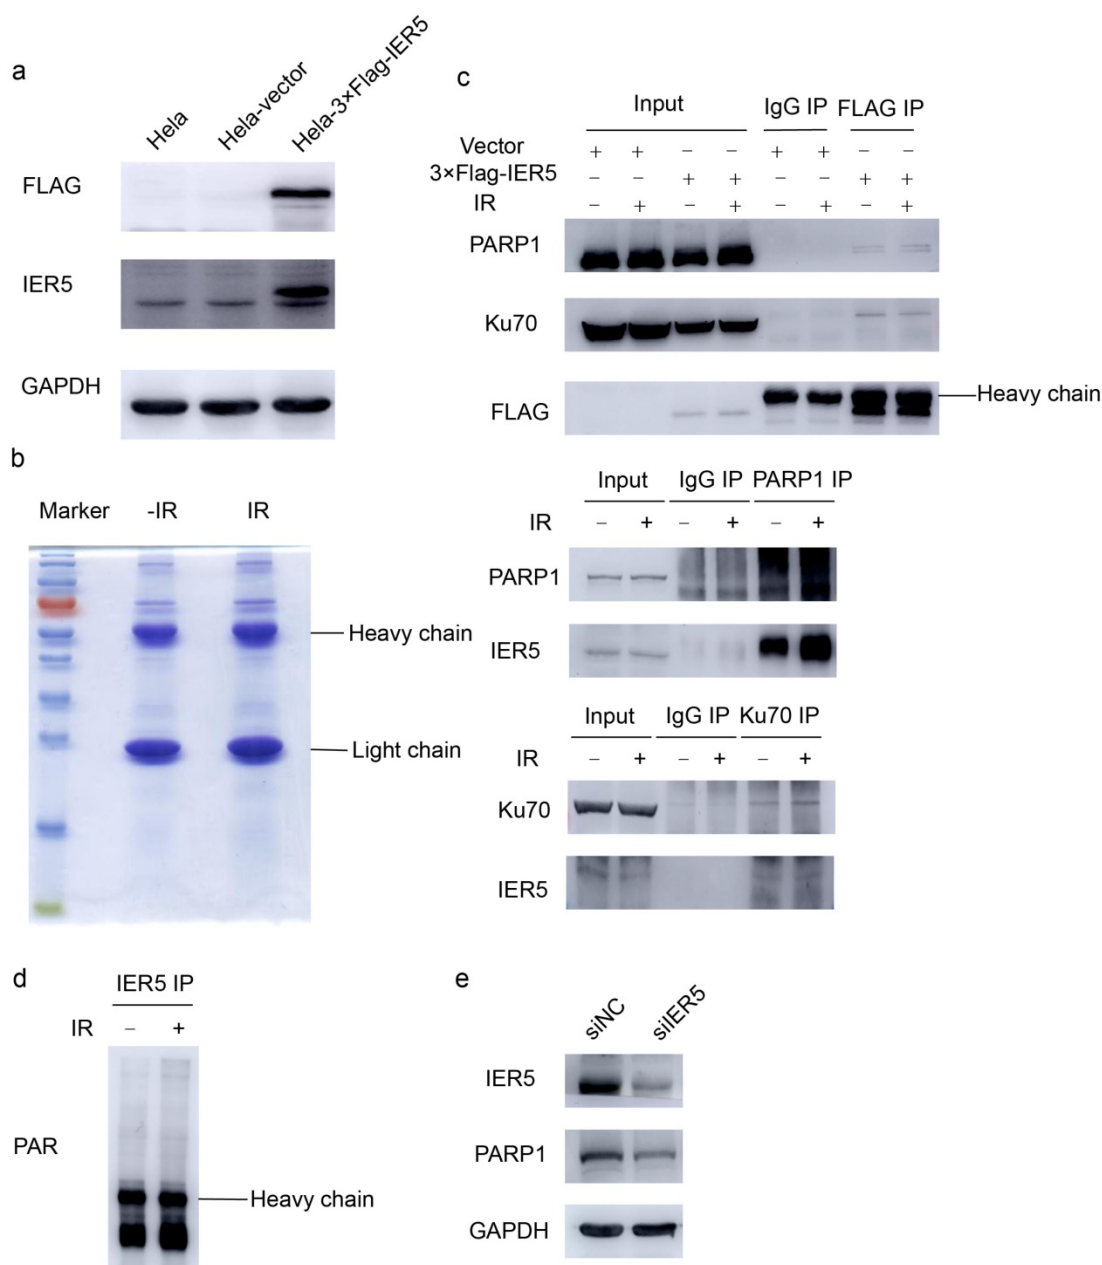 a
Hela
Hela-vector
Hela-3×Flag-IER5
FLAG
IER5
GAPDH
b
Marker
-IR
IR
Heavy chain
Light chain
c
Input
IgG IP
FLAG IP
Vector + + − − + + − −
3×Flag-IER5 − − + + − − + +
IR − + − + − + − +
PARP1
Ku70
FLAG
Heavy chain
Input
IgG IP
PARP1 IP
IR − + − + − +
PARP1
IER5
Input
IgG IP
Ku70 IP
IR − + − + − +
Ku70
IER5
d
IER5 IP
IR − +
PAR
Heavy chain
e
siNC
siIER5
IER5
PARP1
GAPDH